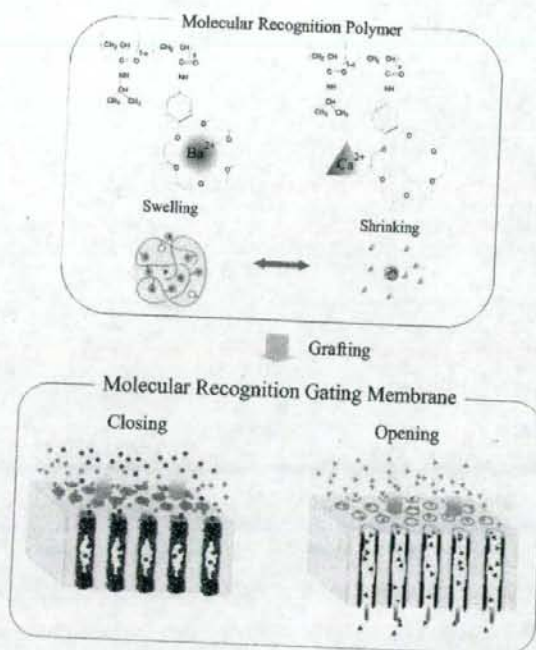 Molecular Recognition Polymer
Ba2+
Ca2+
Swelling
Shrinking
Grafting
Molecular Recognition Gating Membrane
Closing
Opening